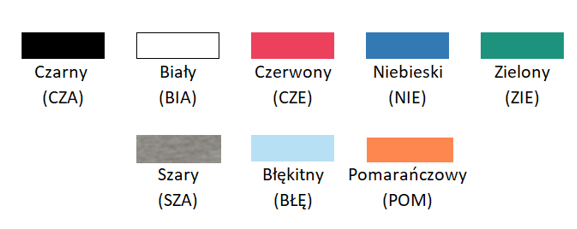 Czarny Biały Czerwony Niebieski Zielony
(CZA) (BIA) (CZE) (NIE) (ZIE)
Szary Błękitny Pomarańczowy
(SZA) (BŁĘ) (POM)